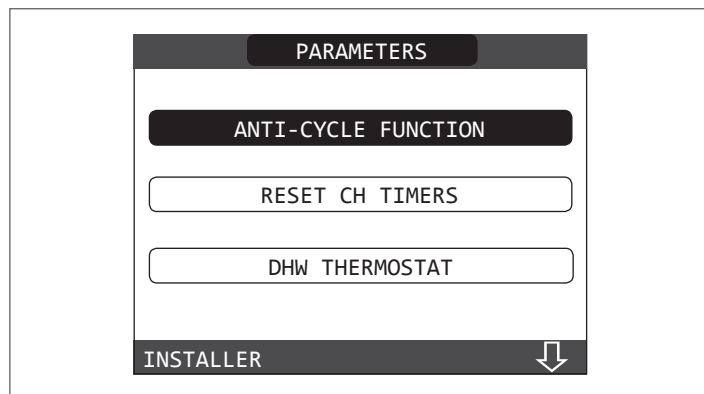 PARAMETERS
ANTI-CYCLE FUNCTION
RESET CH TIMERS
DHW THERMOSTAT
INSTALLER